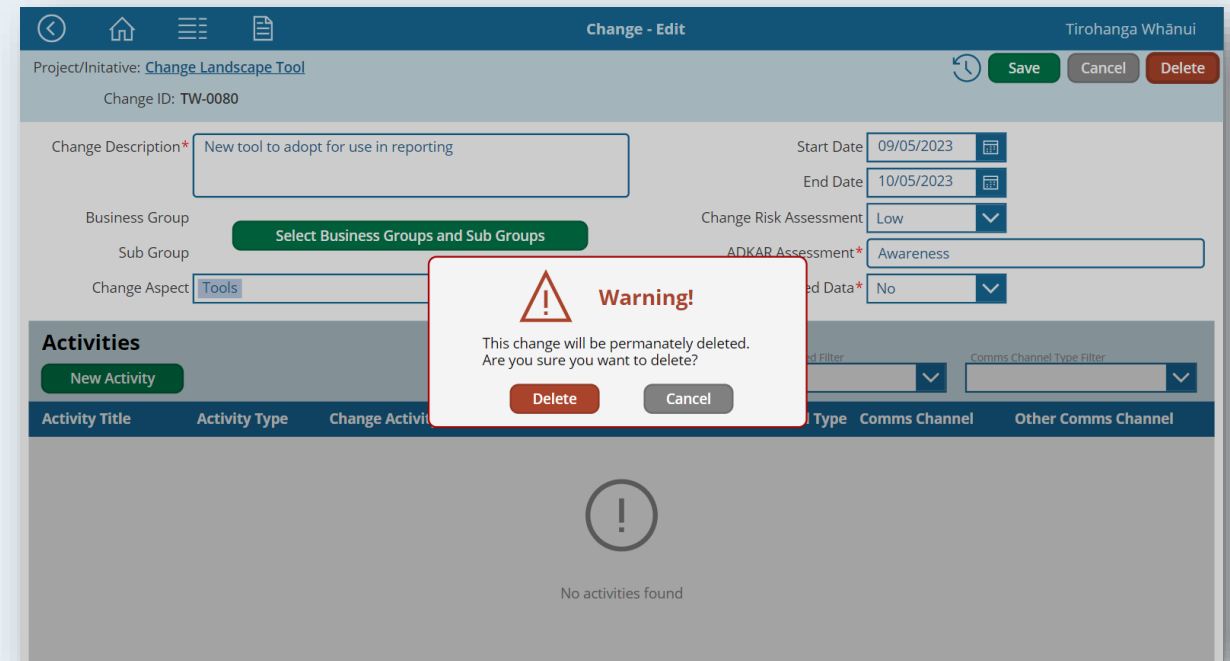 Change - Edit
Tirohanga Whānui
Project/Initative: Change Landscape Tool
Save
Cancel
Delete
Change ID: TW-0080
Change Description* New tool to adopt for use in reporting
Start Date 09/05/2023
End Date 10/05/2023
Business Group
Change Risk Assessment Low
Select Business Groups and Sub Groups
Sub Group
ADKAR Assessment* Awareness
Change Aspect Tools
ed Data* No
Warning!
This change will be permanately deleted.
Are you sure you want to delete?
Delete
Cancel
Activities
New Activity
ed Filter
Comms Channel Type Filter
Activity Title
Activity Type
Change Activit
Type
Comms Channel
Other Comms Channel
!
No activities found